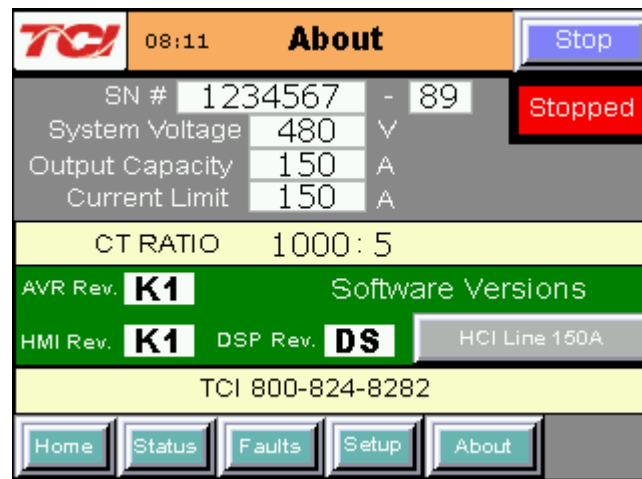 TCI 08:11 About Stop
SN # 1234567 - 89 Stopped
System Voltage 480 V
Output Capacity 150 A
Current Limit 150 A
CT RATIO 1000:5
AVR Rev. K1 Software Versions
HMI Rev. K1 DSP Rev. DS HCI Line 150A
TCI 800-824-8282
Home Status Faults Setup About